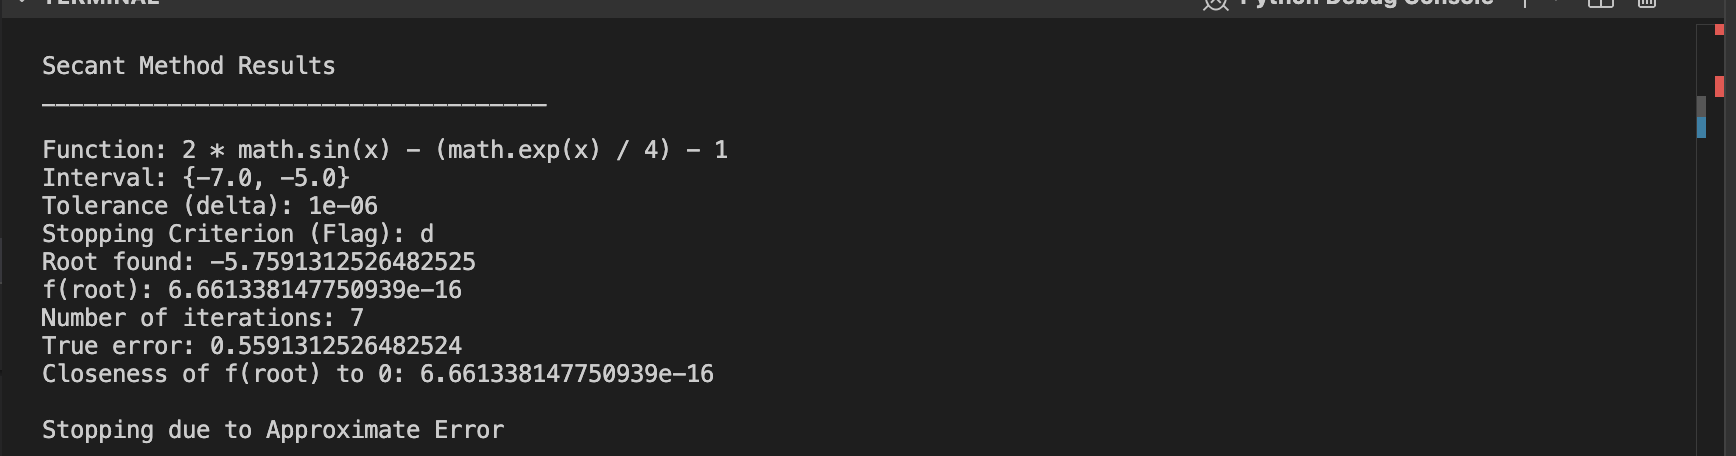 TERMINAL Python Debug Console
Secant Method Results
____________________________________
Function: 2 * math.sin(x) - (math.exp(x) / 4) - 1
Interval: {-7.0, -5.0}
Tolerance (delta): 1e-06
Stopping Criterion (Flag): d
Root found: -5.7591312526482525
f(root): 6.661338147750939e-16
Number of iterations: 7
True error: 0.5591312526482524
Closeness of f(root) to 0: 6.661338147750939e-16
Stopping due to Approximate Error